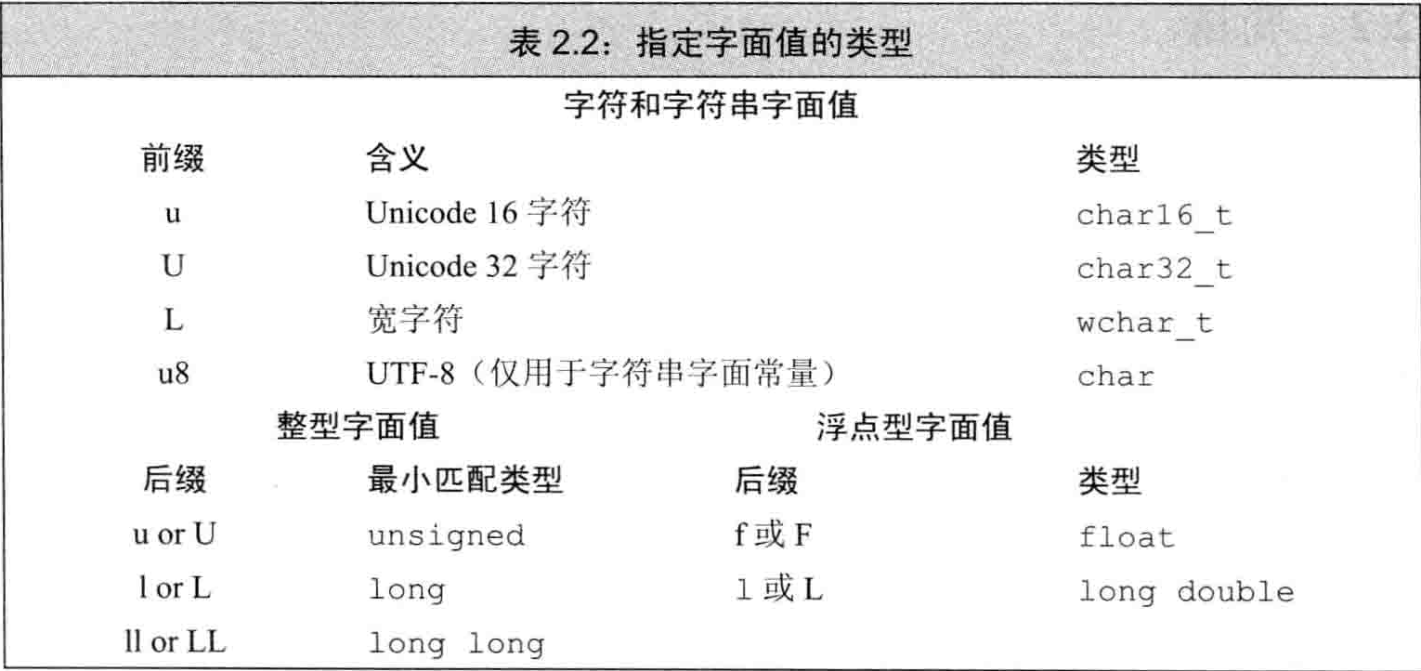 表 2.2：指定字面值的类型
字符和字符串字面值
前缀 含义 类型
u Unicode 16 字符 char16_t
U Unicode 32 字符 char32_t
L 宽字符 wchar_t
u8 UTF-8（仅用于字符串字面常量） char
整型字面值 浮点型字面值
后缀 最小匹配类型 后缀 类型
u or U unsigned f 或 F float
l or L long l 或 L long double
ll or LL long long